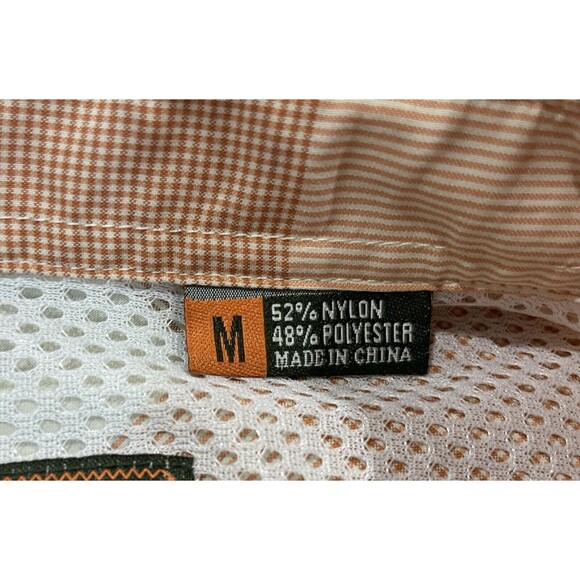 M
52% NYLON
48% POLYESTER
MADE IN CHINA